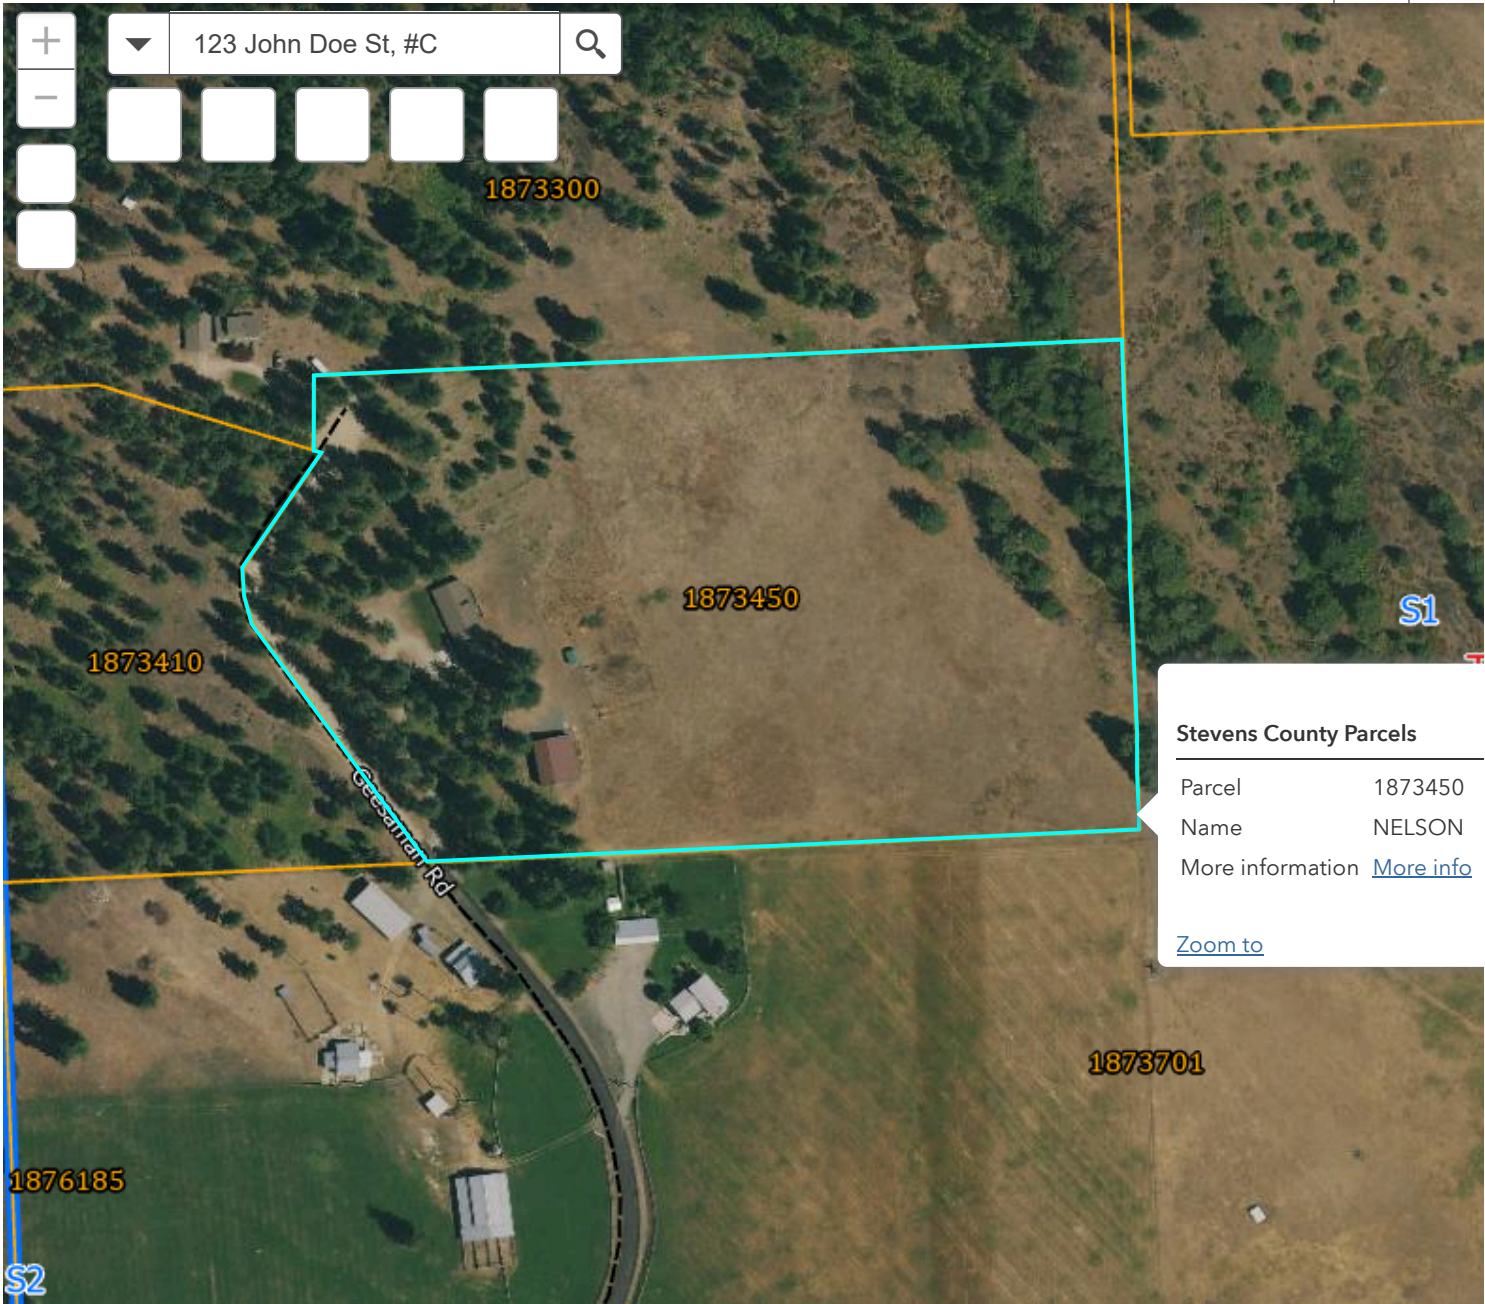 123 John Doe St, #C
1873300
1873450
S1
1873410
Stevens County Parcels
Parcel 1873450
Name NELSON
More information More info
Zoom to
Geesaman Rd
1873701
1876185
S2